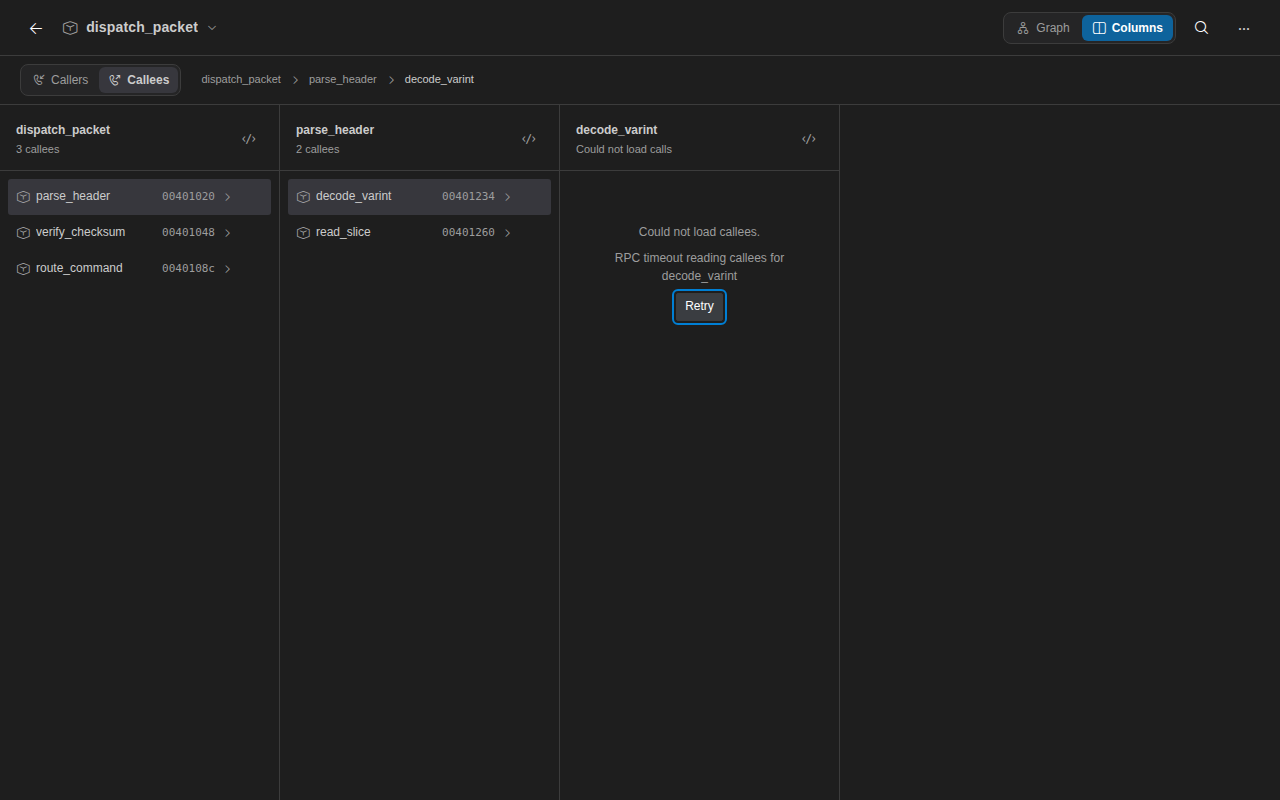 dispatch_packet
Graph
Columns
Callers
Callees
dispatch_packet
parse_header
decode_varint
dispatch_packet
3 callees
parse_header 00401020
verify_checksum 00401048
route_command 0040108c
parse_header
2 callees
decode_varint 00401234
read_slice 00401260
decode_varint
Could not load calls
Could not load callees.
RPC timeout reading callees for
decode_varint
Retry